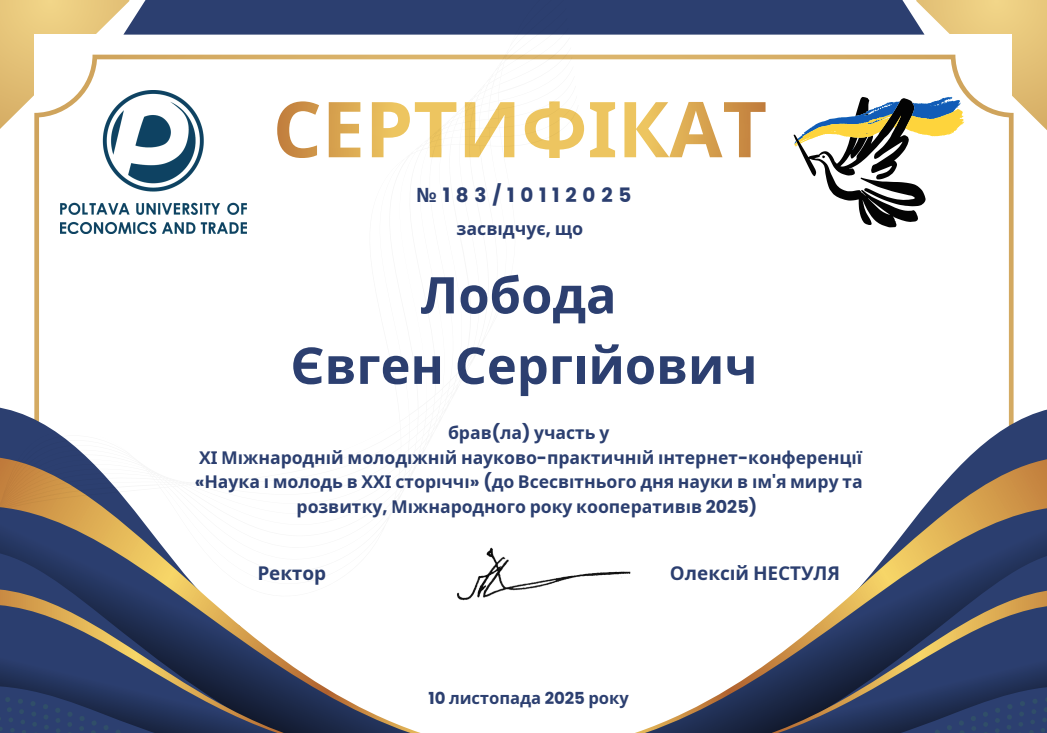 СЕРТИФІКАТ
POLTAVA UNIVERSITY OF
ECONOMICS AND TRADE
№183/10112025
засвідчує, що
Лобода
Євген Сергійович
брав(ла) участь у
XI Міжнародній молодіжній науково-практичній інтернет-конференції
«Наука і молодь в XXI сторіччі» (до Всесвітнього дня науки в ім'я миру та
розвитку, Міжнародного року кооперативів 2025)
Ректор
Олексій НЕСТУЛЯ
10 листопада 2025 року